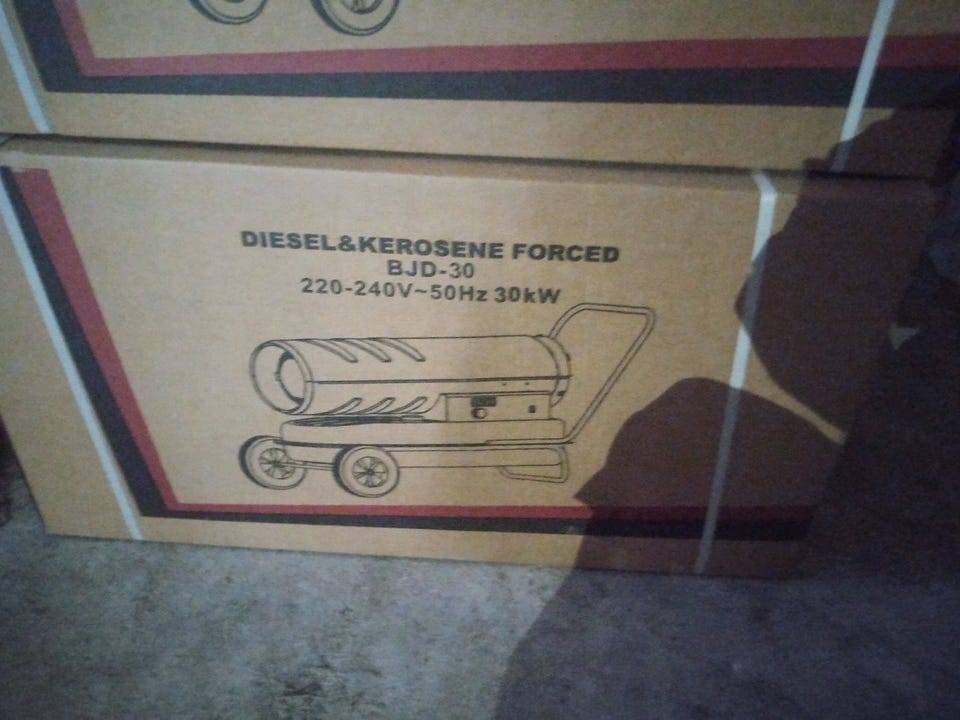 DIESEL&KEROSENE FORCED
BJD-30
220-240V~50Hz 30kW